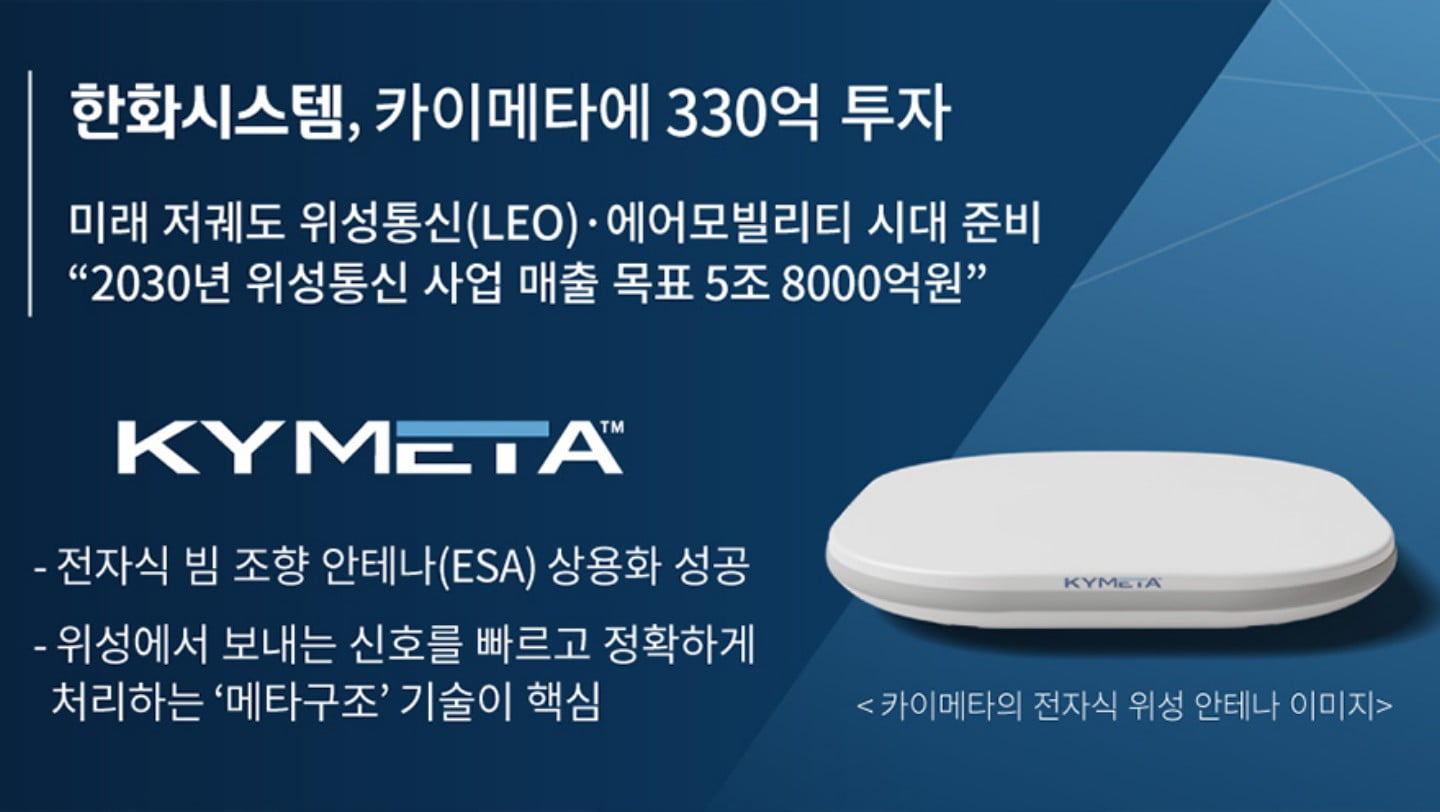 한화시스템, 카이메타에 330억 투자
미래 저궤도 위성통신(LEO)·에어모빌리티 시대 준비
“2030년 위성통신 사업 매출 목표 5조 8000억원”
KYMETA™
- 전자식 빔 조향 안테나(ESA) 상용화 성공
- 위성에서 보내는 신호를 빠르고 정확하게
처리하는 ‘메타구조’ 기술이 핵심
KYMETA
< 카이메타의 전자식 위성 안테나 이미지>